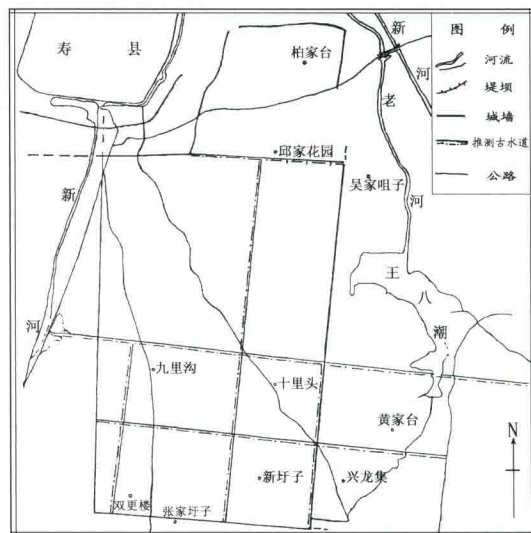 寿县
柏家台
新河
老河
邱家花园
吴家咀子
新河
王八潮
九里沟
十里头
黄家台
新圩子
兴龙集
双更楼
张家圩子
N
图例
河流
堤坝
城墙
推测古水道
公路